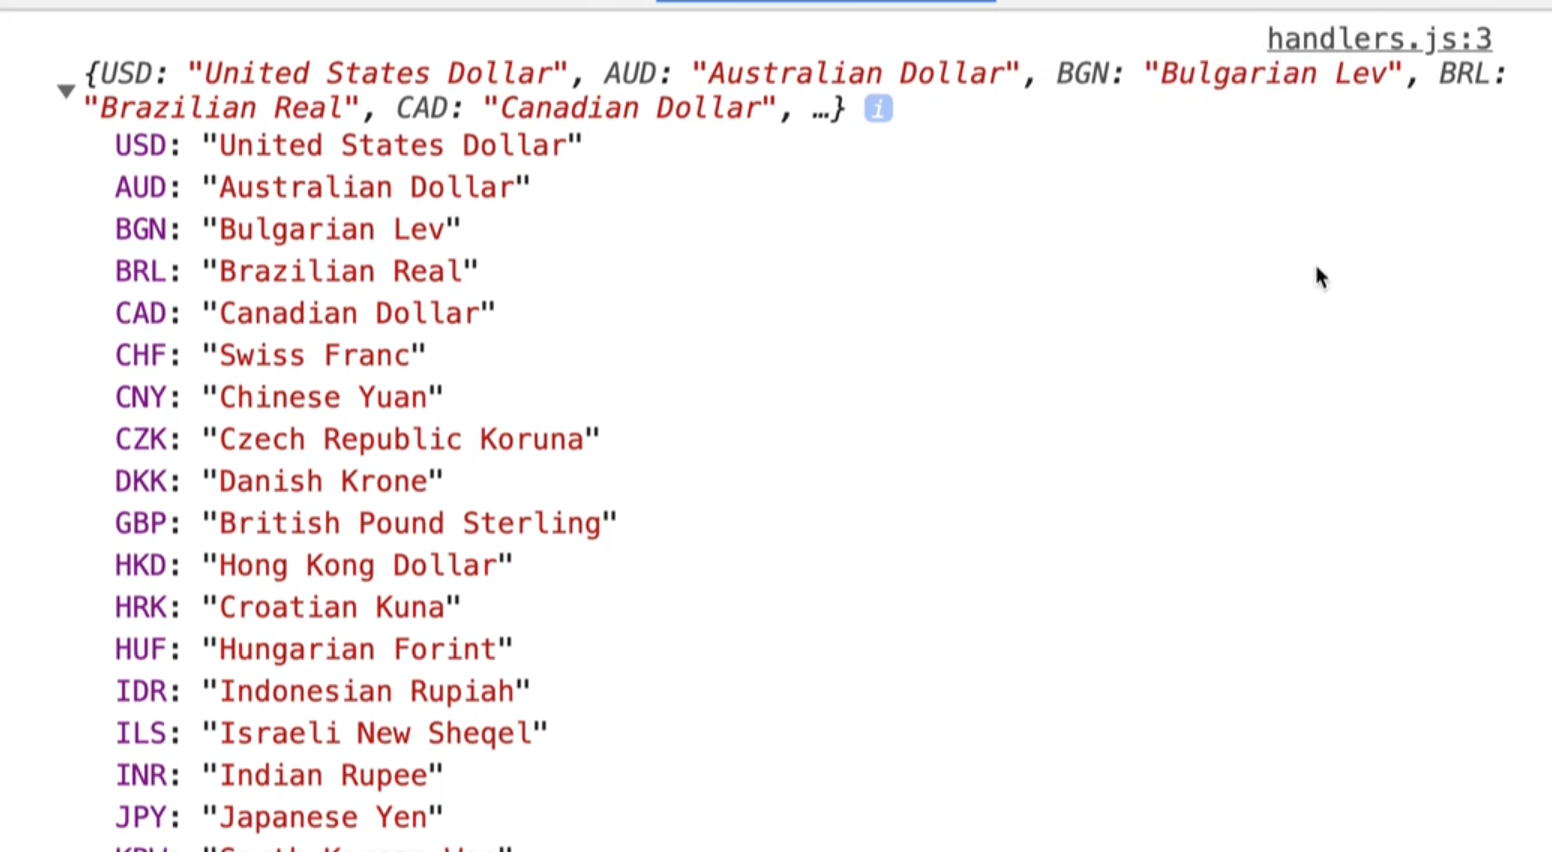 handlers.js:3
{USD: "United States Dollar", AUD: "Australian Dollar", BGN: "Bulgarian Lev", BRL:
"Brazilian Real", CAD: "Canadian Dollar", …} i
USD: "United States Dollar"
AUD: "Australian Dollar"
BGN: "Bulgarian Lev"
BRL: "Brazilian Real"
CAD: "Canadian Dollar"
CHF: "Swiss Franc"
CNY: "Chinese Yuan"
CZK: "Czech Republic Koruna"
DKK: "Danish Krone"
GBP: "British Pound Sterling"
HKD: "Hong Kong Dollar"
HRK: "Croatian Kuna"
HUF: "Hungarian Forint"
IDR: "Indonesian Rupiah"
ILS: "Israeli New Sheqel"
INR: "Indian Rupee"
JPY: "Japanese Yen"